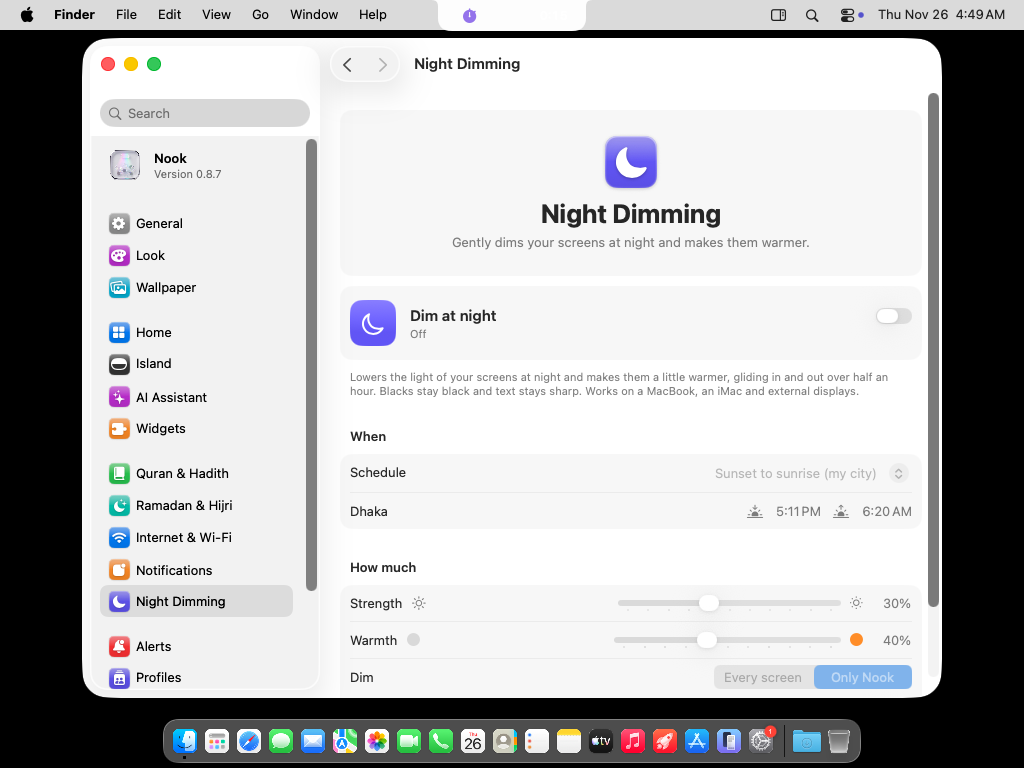 Finder File Edit View Go Window Help Thu Nov 26 4:49 AM
Night Dimming
Search
Nook
Version 0.8.7
General
Look
Wallpaper
Home
Island
AI Assistant
Widgets
Quran & Hadith
Ramadan & Hijri
Internet & Wi-Fi
Notifications
Night Dimming
Alerts
Profiles
Night Dimming
Gently dims your screens at night and makes them warmer.
Dim at night
Off
Lowers the light of your screens at night and makes them a little warmer, gliding in and out over half an
hour. Blacks stay black and text stays sharp. Works on a MacBook, an iMac and external displays.
When
Schedule Sunset to sunrise (my city)
Dhaka 5:11 PM 6:20 AM
How much
Strength 30%
Warmth 40%
Dim Every screen Only Nook
Thu
26
tv
1